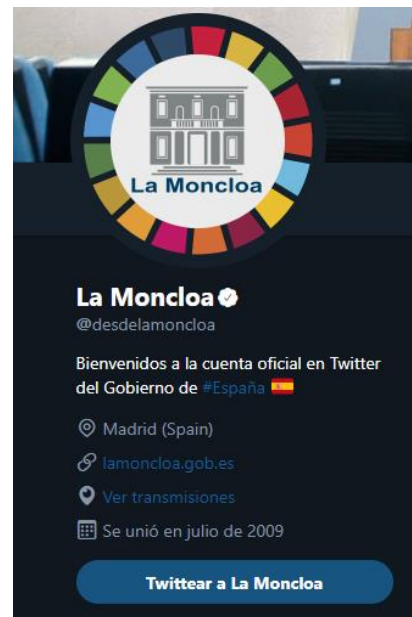 La Moncloa
La Moncloa
@desdelamoncloa
Bienvenidos a la cuenta oficial en Twitter
del Gobierno de #España
Madrid (Spain)
lamoncloa.gob.es
Ver transmisiones
Se unió en julio de 2009
Twittear a La Moncloa